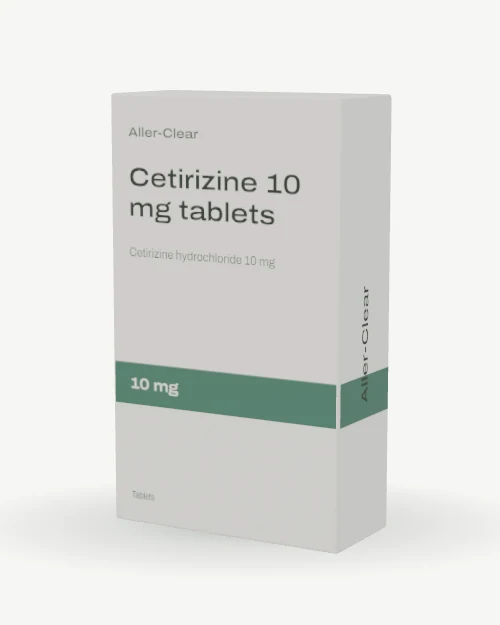 Aller-Clear
Cetirizine 10
mg tablets
Cetirizine hydrochloride 10 mg
10 mg
Tablets
Aller-Clear